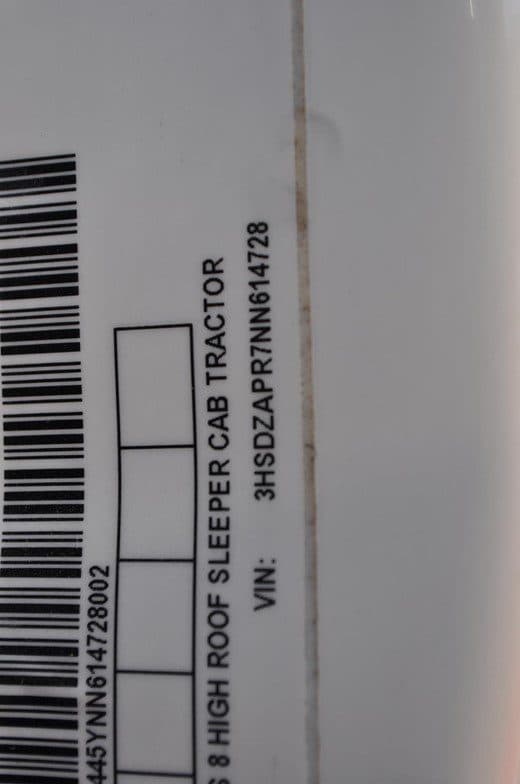 445YNN614728002
8 HIGH ROOF SLEEPER CAB TRACTOR
VIN: 3HSDZAPR7NN614728